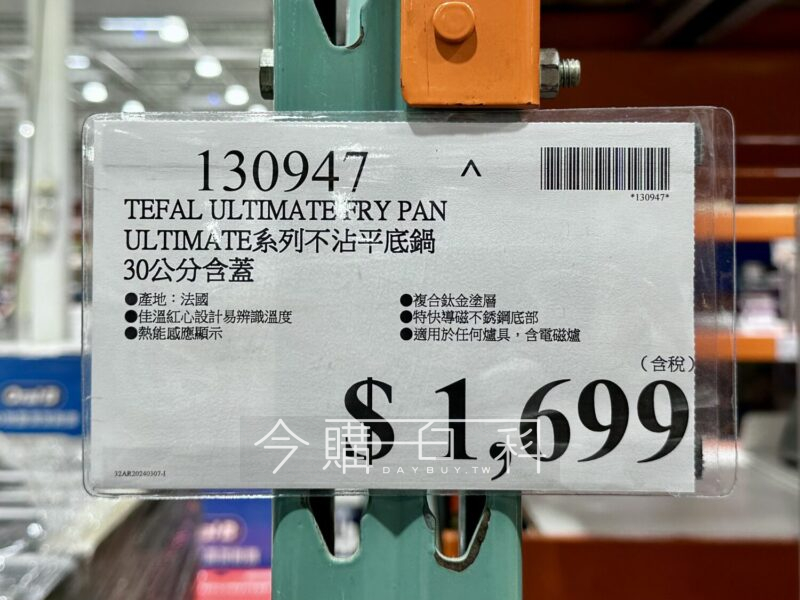 130947 ^
*130947*
TEFAL ULTIMATE FRY PAN
ULTIMATE系列不沾平底鍋
30公分含蓋
●產地：法國
●佳溫紅心設計易辨識溫度
●熱能感應顯示
●複合鈦金塗層
●特快導磁不銹鋼底部
●適用於任何爐具，含電磁爐
（含稅）
$1,699
今購百科
DAYBUY.TW
32AR20240307-1
Oral B